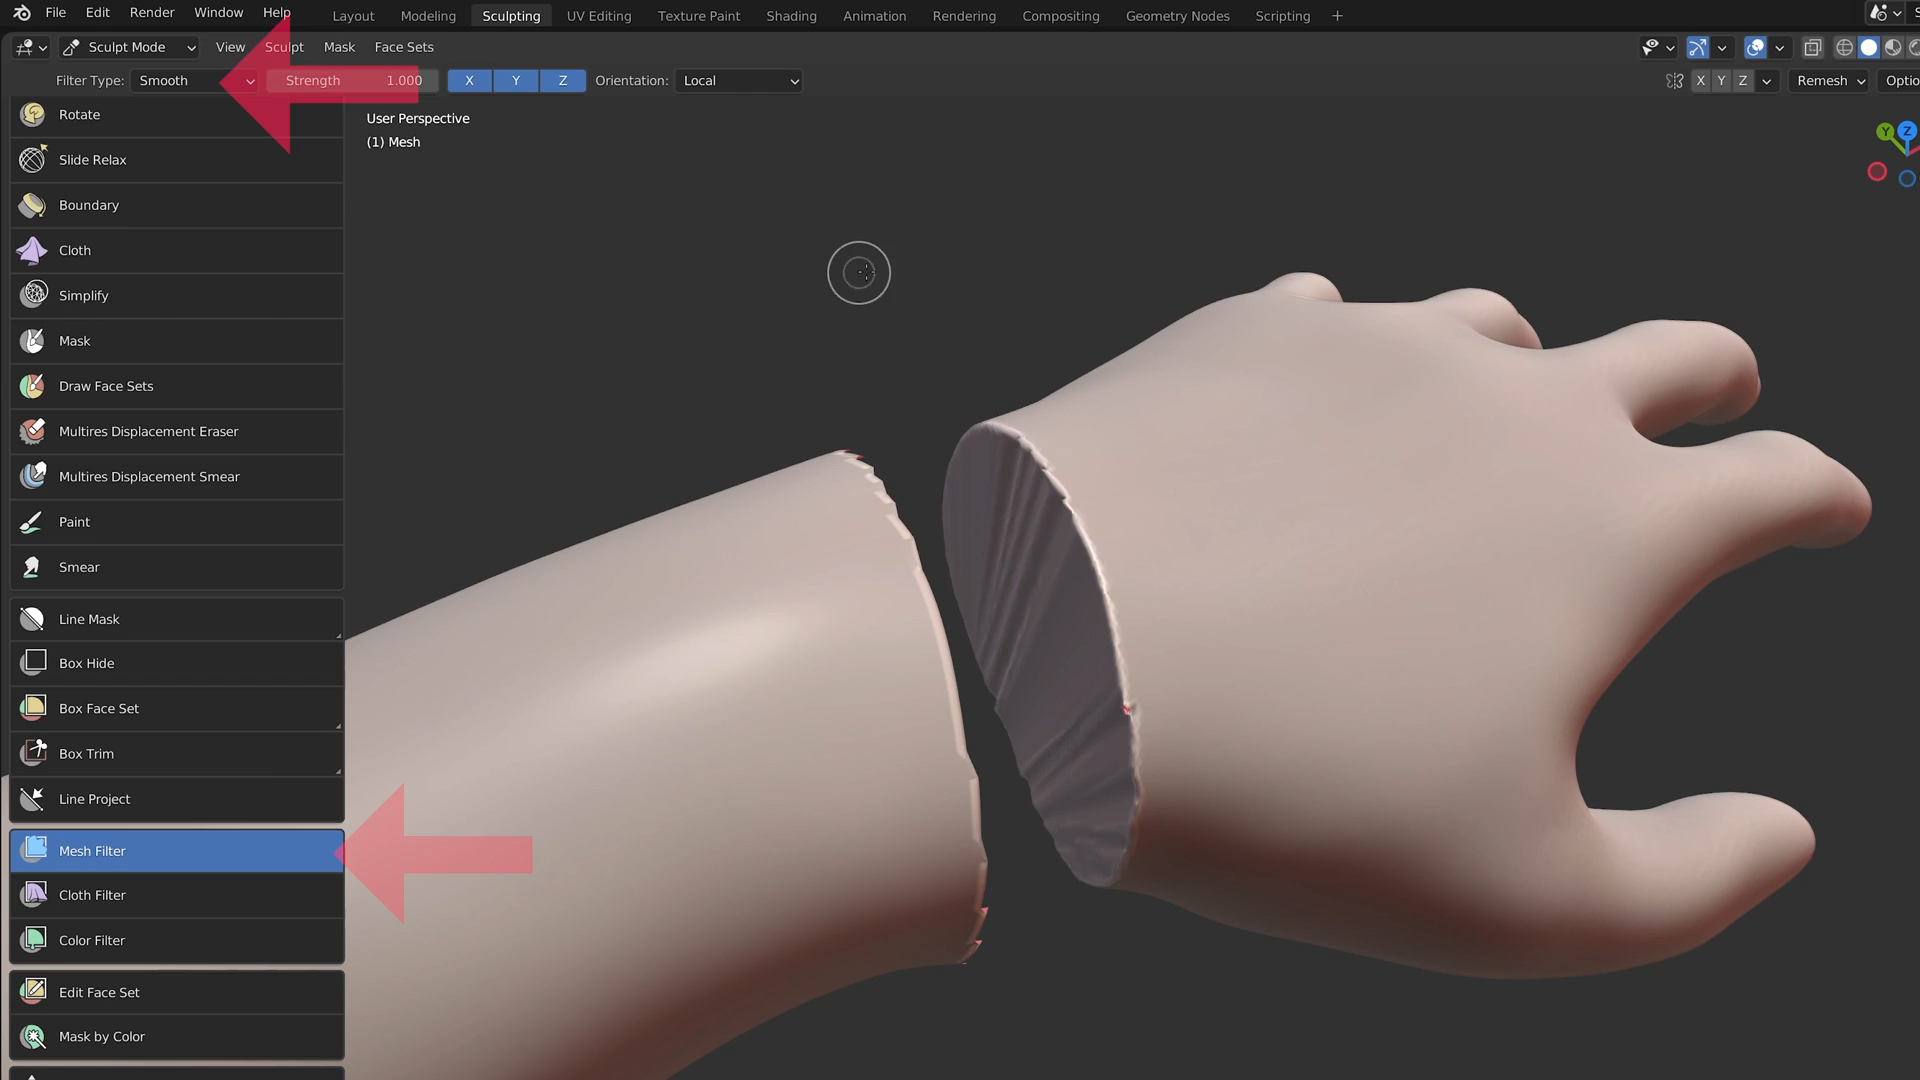 File Edit Render Window Help Layout Modeling Sculpting UV Editing Texture Paint Shading Animation Rendering Compositing Geometry Nodes Scripting +
Sculpt Mode View Sculpt Mask Face Sets
Filter Type: Smooth Strength 1.000 X Y Z Orientation: Local X Y Z Remesh Optio
Rotate
User Perspective
(1) Mesh
Y Z
Slide Relax
Boundary
Cloth
Simplify
Mask
Draw Face Sets
Multires Displacement Eraser
Multires Displacement Smear
Paint
Smear
Line Mask
Box Hide
Box Face Set
Box Trim
Line Project
Mesh Filter
Cloth Filter
Color Filter
Edit Face Set
Mask by Color